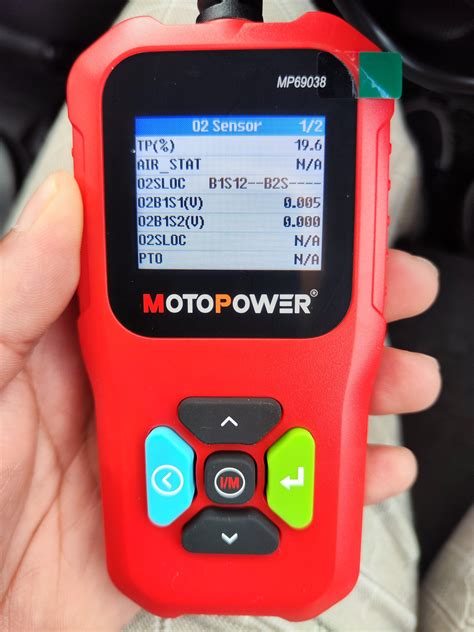 MP69038
O2 Sensor 1/2
TP(%) 19.6
AIR_STAT N/A
O2SLOC B1S12--B2S----
O2B1S1(V) 0.005
O2B1S2(V) 0.000
O2SLOC N/A
PTO N/A
MOTOPOWER®
I/M